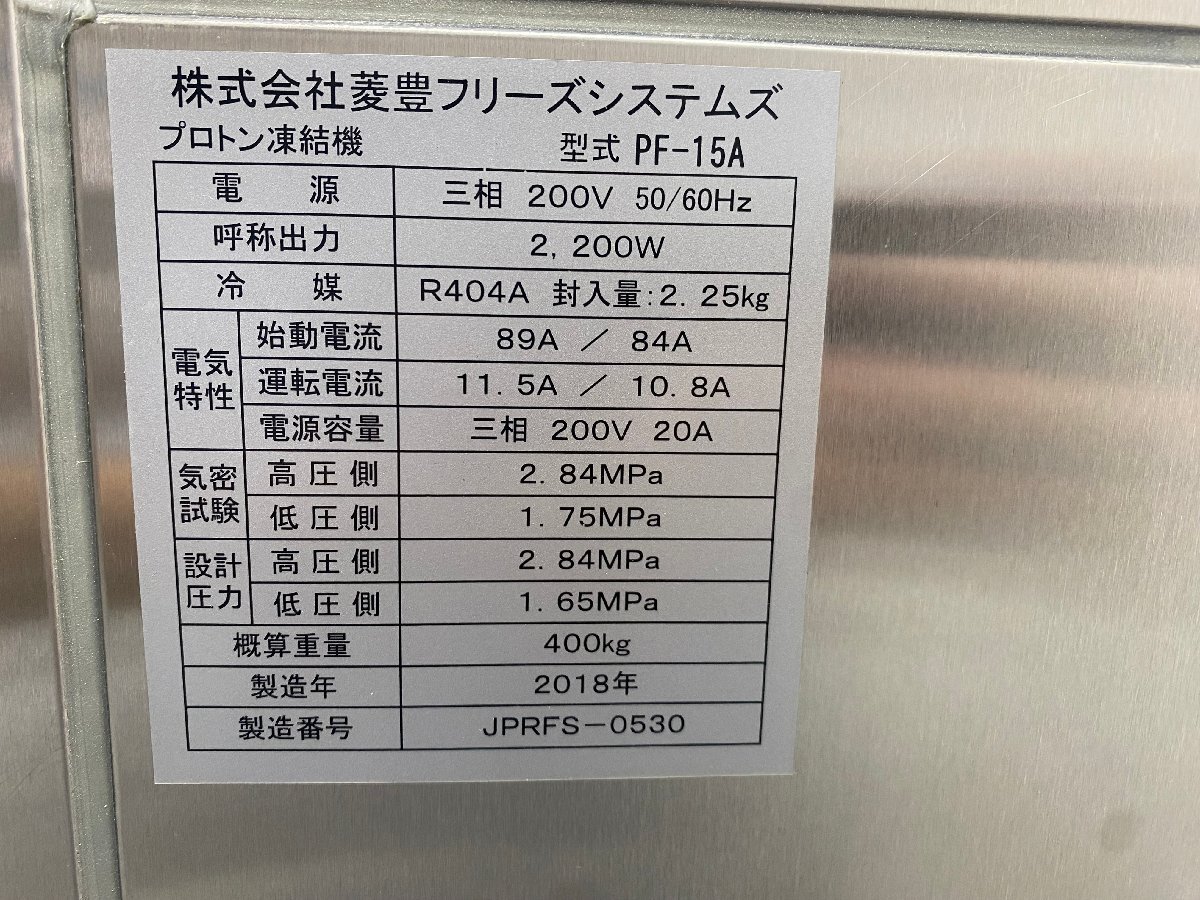 株式会社菱豊フリーズシステムズ
プロトン凍結機 型式 PF-15A
電源 三相 200V 50/60Hz
呼称出力 2,200W
冷媒 R404A 封入量:2.25kg
電気特性 始動電流 89A / 84A
運転電流 11.5A / 10.8A
電源容量 三相 200V 20A
気密試験 高圧側 2.84MPa
低圧側 1.75MPa
設計圧力 高圧側 2.84MPa
低圧側 1.65MPa
概算重量 400kg
製造年 2018年
製造番号 JPRFS-0530